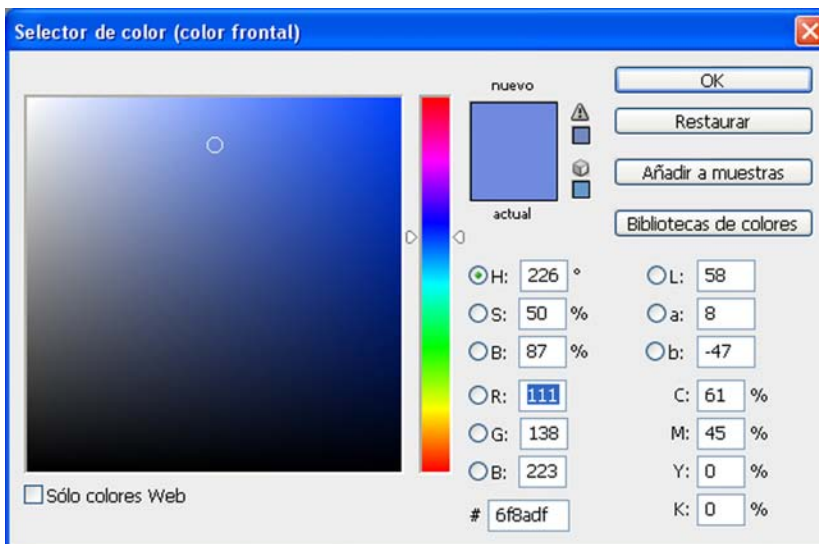 Selector de color (color frontal)
nuevo
actual
OK
Restaurar
Añadir a muestras
Bibliotecas de colores
H: 226 °
S: 50 %
B: 87 %
R: 111
G: 138
B: 223
# 6f8adf
L: 58
a: 8
b: -47
C: 61 %
M: 45 %
Y: 0 %
K: 0 %
Sólo colores Web